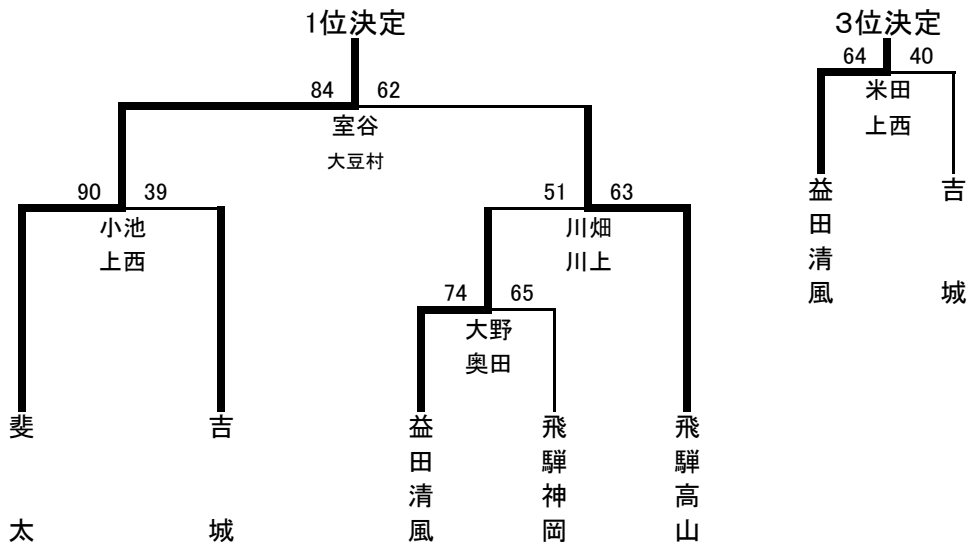 1位決定
84 62
室谷
大豆村
90 39
小池
上西
51 63
川畑
川上
74 65
大野
奥田
斐太
吉城
益田清風
飛騨神岡
飛騨高山
3位決定
64 40
米田
上西
益田清風
吉城